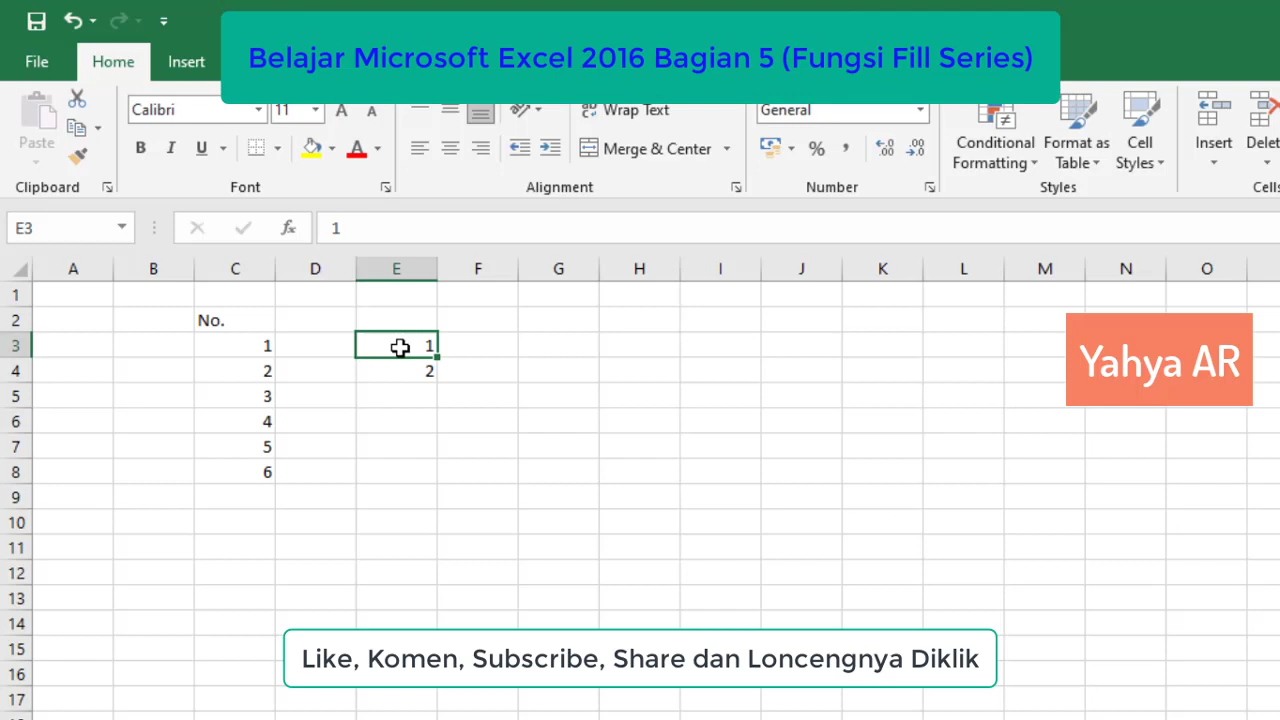 Belajar Microsoft Excel 2016 Bagian 5 (Fungsi Fill Series)
File Home Insert
Calibri 11 A A Wrap Text General
Paste B I U A Merge & Center % , Conditional Formatting Format as Table Cell Styles Insert
Clipboard Font Alignment Number Styles
E3 fx 1
A B C D E F G H I J K L M N O
1
2 No.
3 1 1
4 2 2
5 3
6 4
7 5
8 6
9
10
11
12
13
14
15
16
17
Yahya AR
Like, Komen, Subscribe, Share dan Loncengnya Diklik